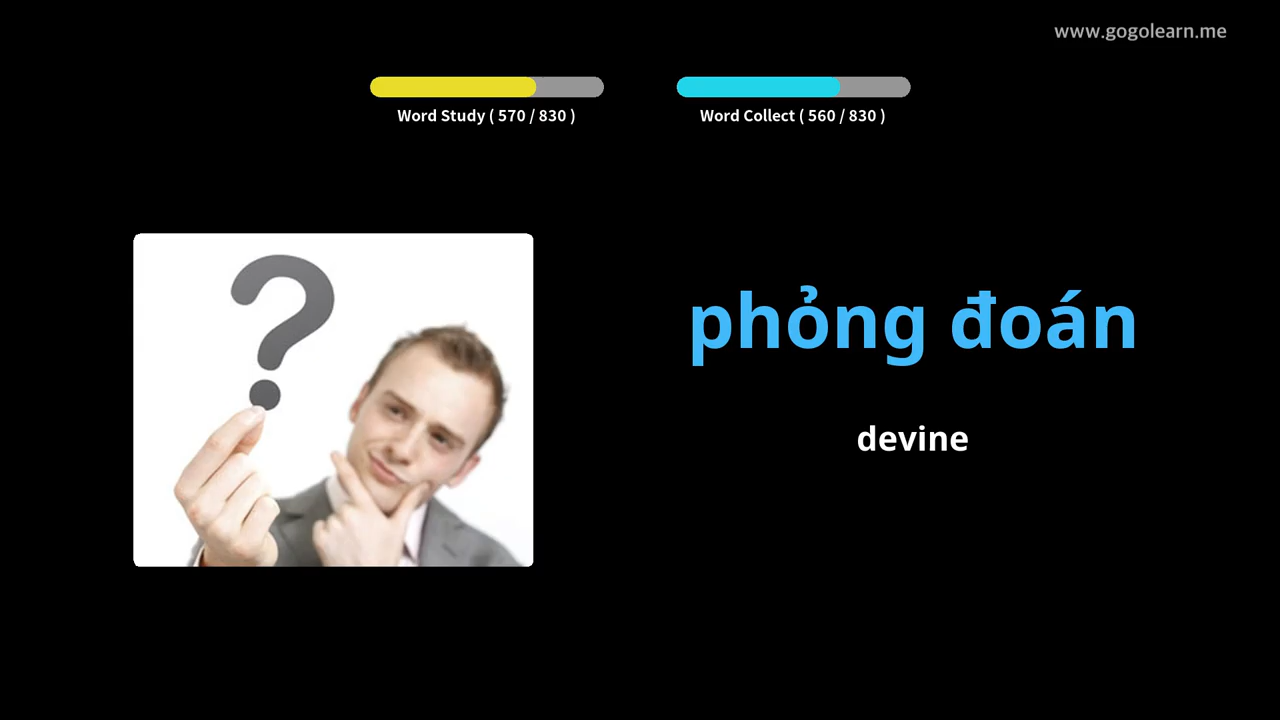 www.gogolearn.me
Word Study ( 570 / 830 )
Word Collect ( 560 / 830 )
phỏng đoán
devine